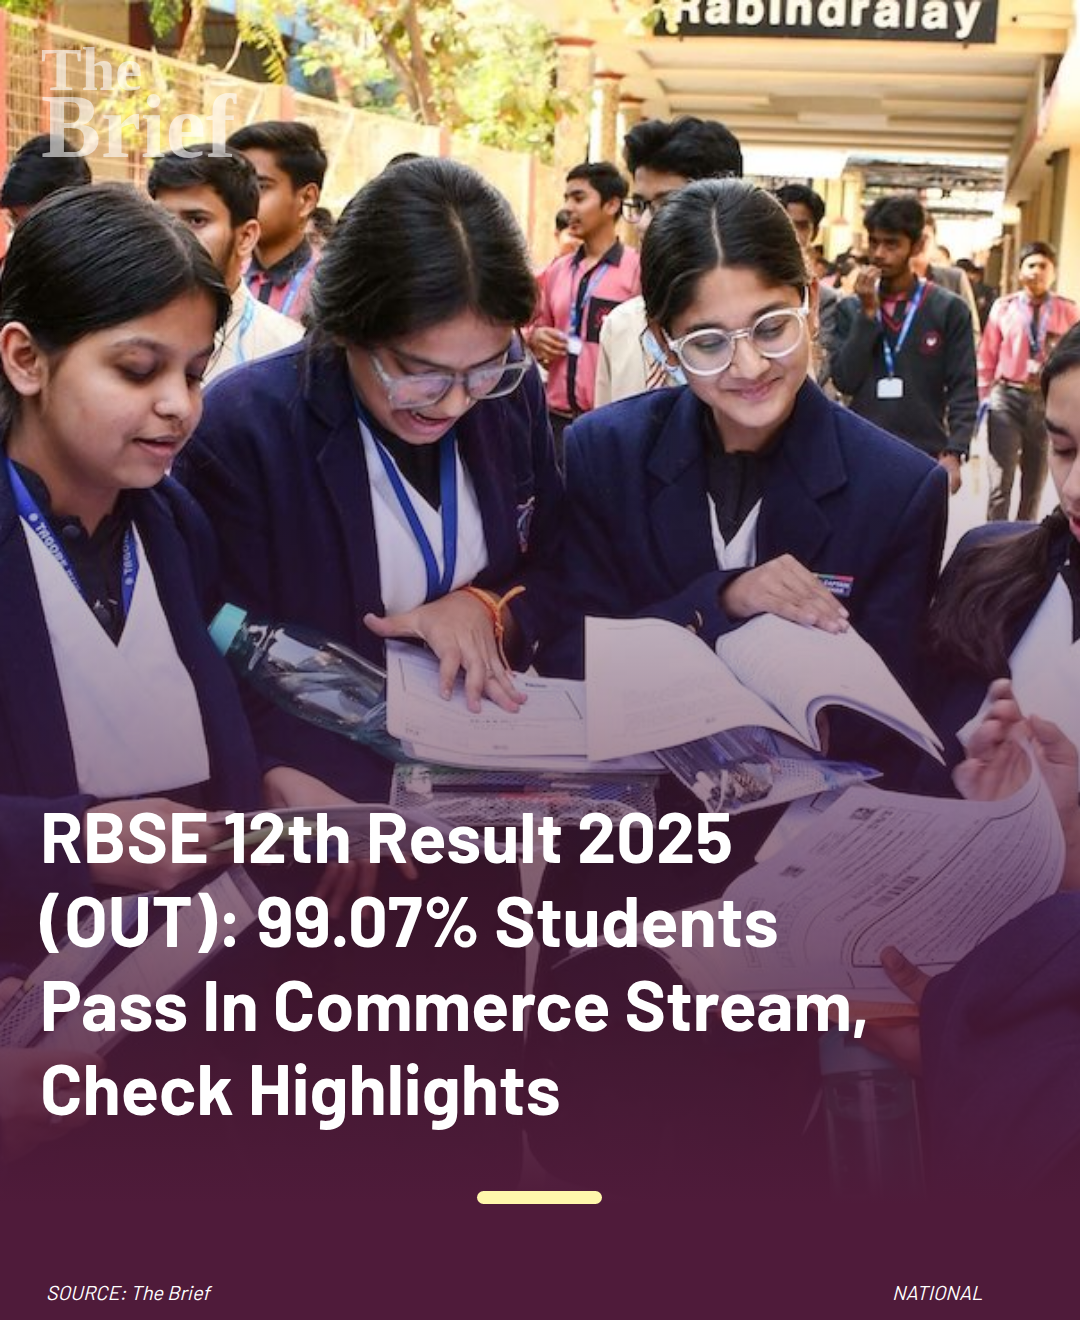 Rabindralay
The
Brief
RBSE 12th Result 2025
(OUT): 99.07% Students
Pass In Commerce Stream,
Check Highlights
SOURCE: The Brief
NATIONAL